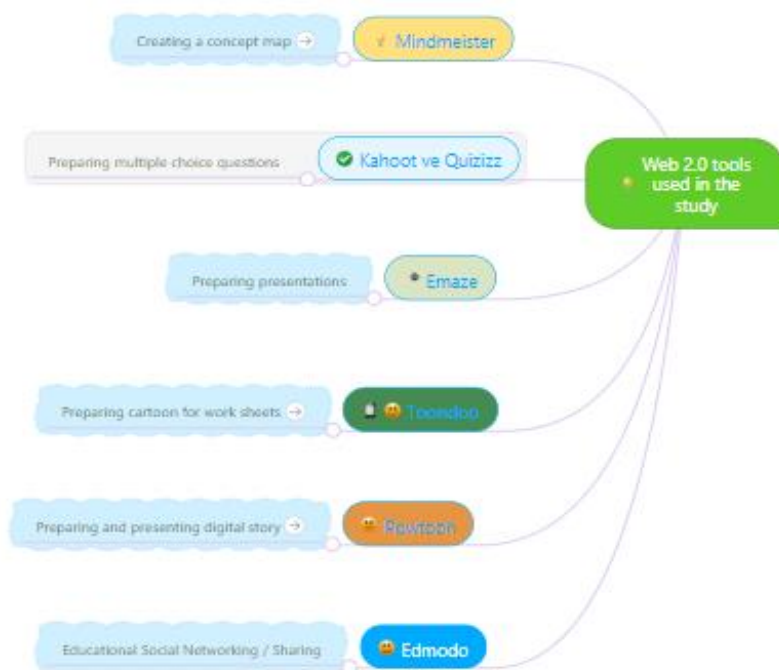 Creating a concept map
Mindmeister
Preparing multiple choice questions
Kahoot ve Quizizz
Web 2.0 tools
used in the
study
Preparing presentations
Emaze
Preparing cartoon for work sheets
Toondoo
Preparing and presenting digital story
Powtoon
Educational Social Networking / Sharing
Edmodo